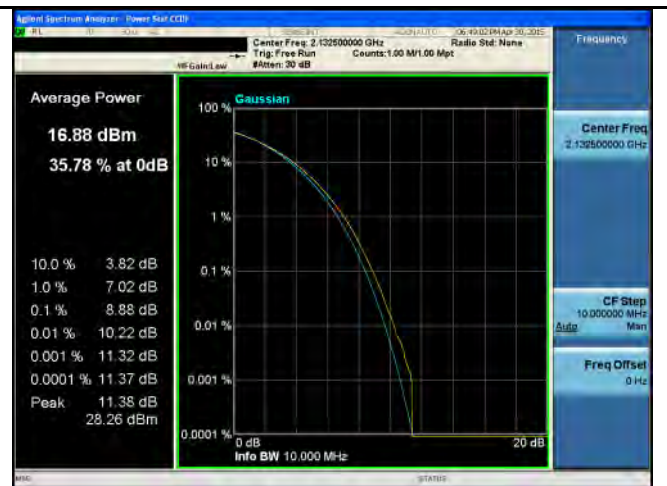 Agilent Spectrum Analyzer - Power Stat CCDF
RL
06:49:02 PM Apr 30, 2015
Center Freq: 2.132500000 GHz
Radio Std: None
Trig: Free Run
Counts:1.00 M/1.00 Mpt
#IFGain:Low
#Atten: 30 dB
Frequency
Average Power
16.88 dBm
35.78 % at 0dB
10.0 % 3.82 dB
1.0 % 7.02 dB
0.1 % 8.88 dB
0.01 % 10.22 dB
0.001 % 11.32 dB
0.0001 % 11.37 dB
Peak 11.38 dB
28.26 dBm
Gaussian
100 %
10 %
1 %
0.1 %
0.01 %
0.001 %
0.0001 %
0 dB
20 dB
Info BW 10.000 MHz
Center Freq
2.132500000 GHz
CF Step
10.000000 MHz
Auto Man
Freq Offset
0 Hz
MSG
STATUS